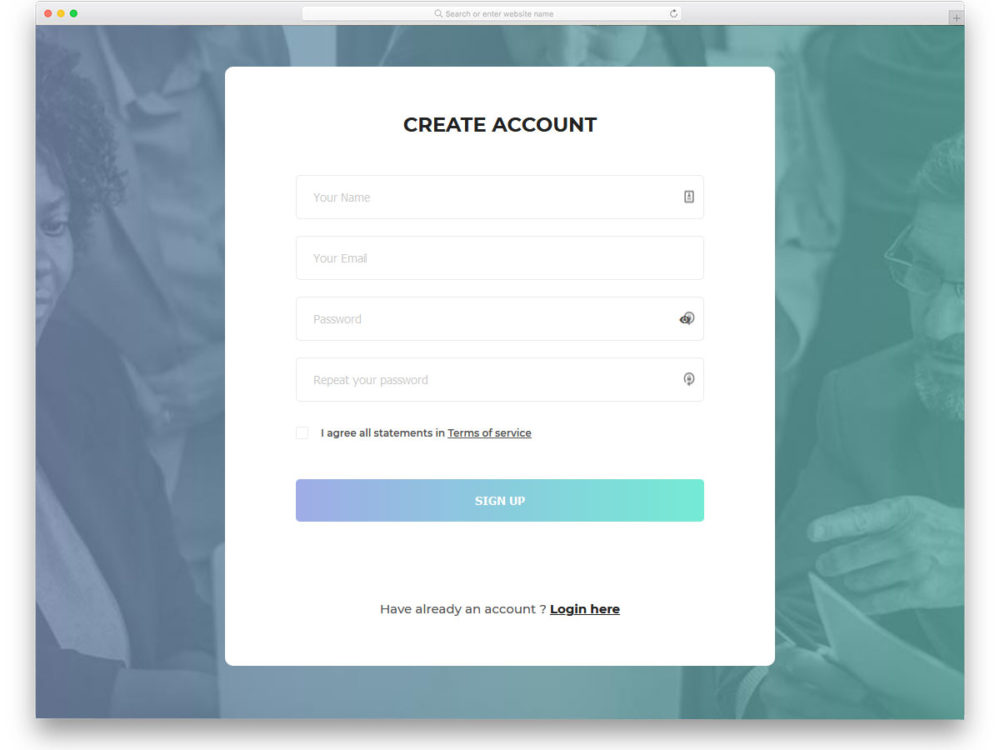 Search or enter website name
CREATE ACCOUNT
Your Name
Your Email
Password
Repeat your password
I agree all statements in Terms of service
SIGN UP
Have already an account ? Login here